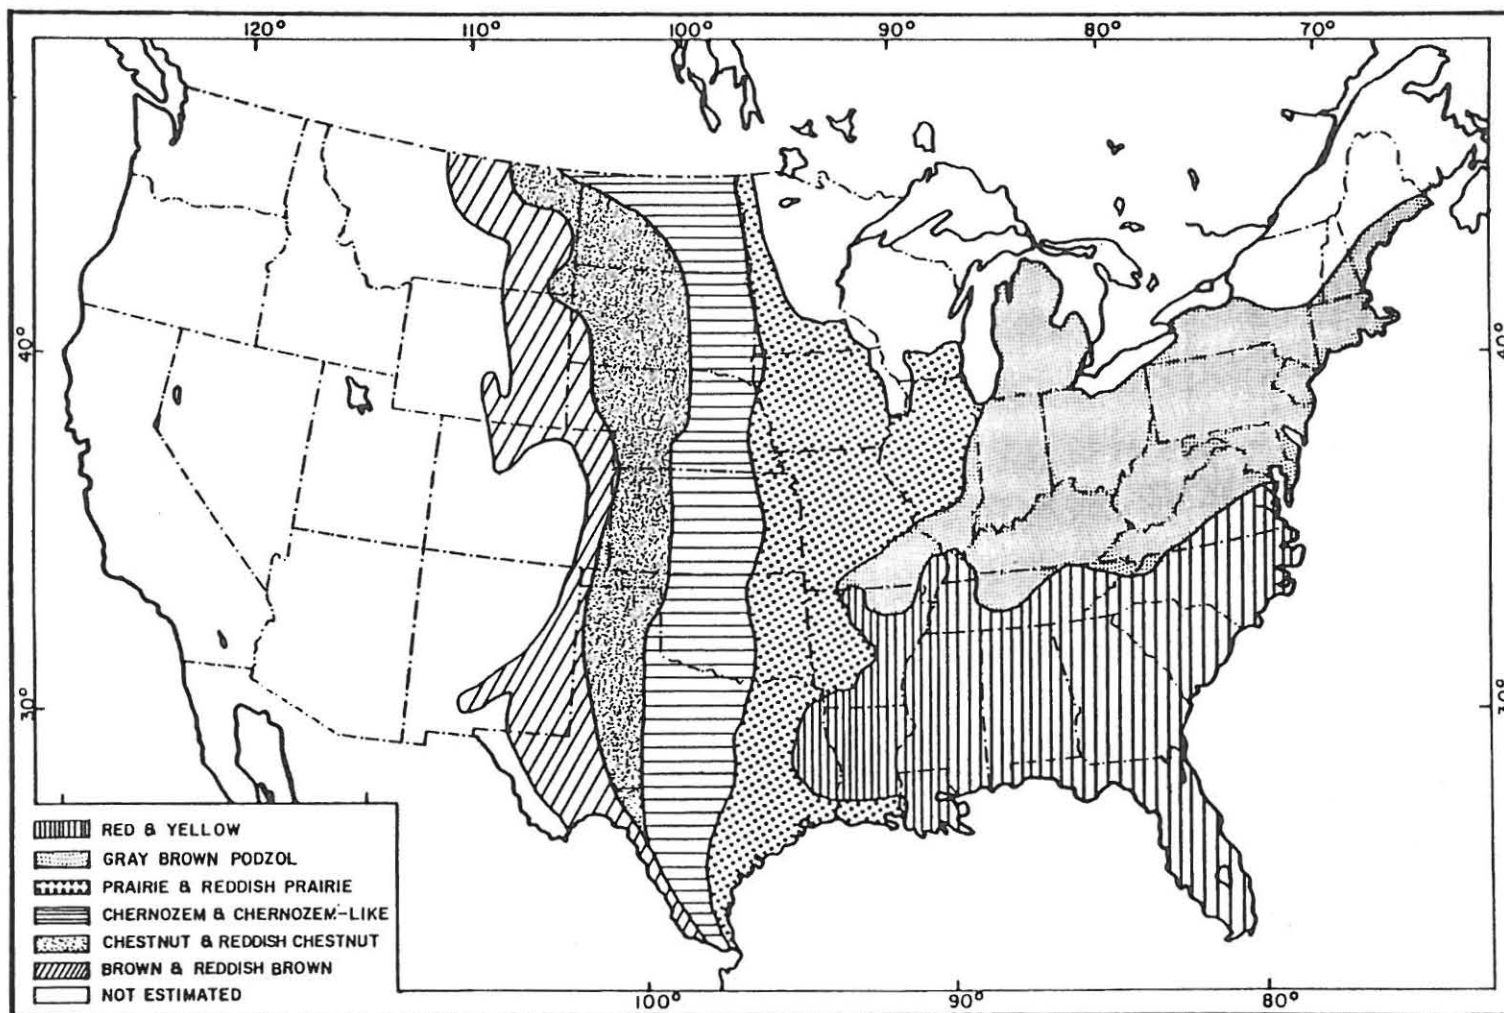 120° 110° 100° 90° 80° 70°
40° 40°
30° 30°
RED & YELLOW
GRAY BROWN PODZOL
PRAIRIE & REDDISH PRAIRIE
CHERNOZEM & CHERNOZEM-LIKE
CHESTNUT & REDDISH CHESTNUT
BROWN & REDDISH BROWN
NOT ESTIMATED
100° 90° 80°